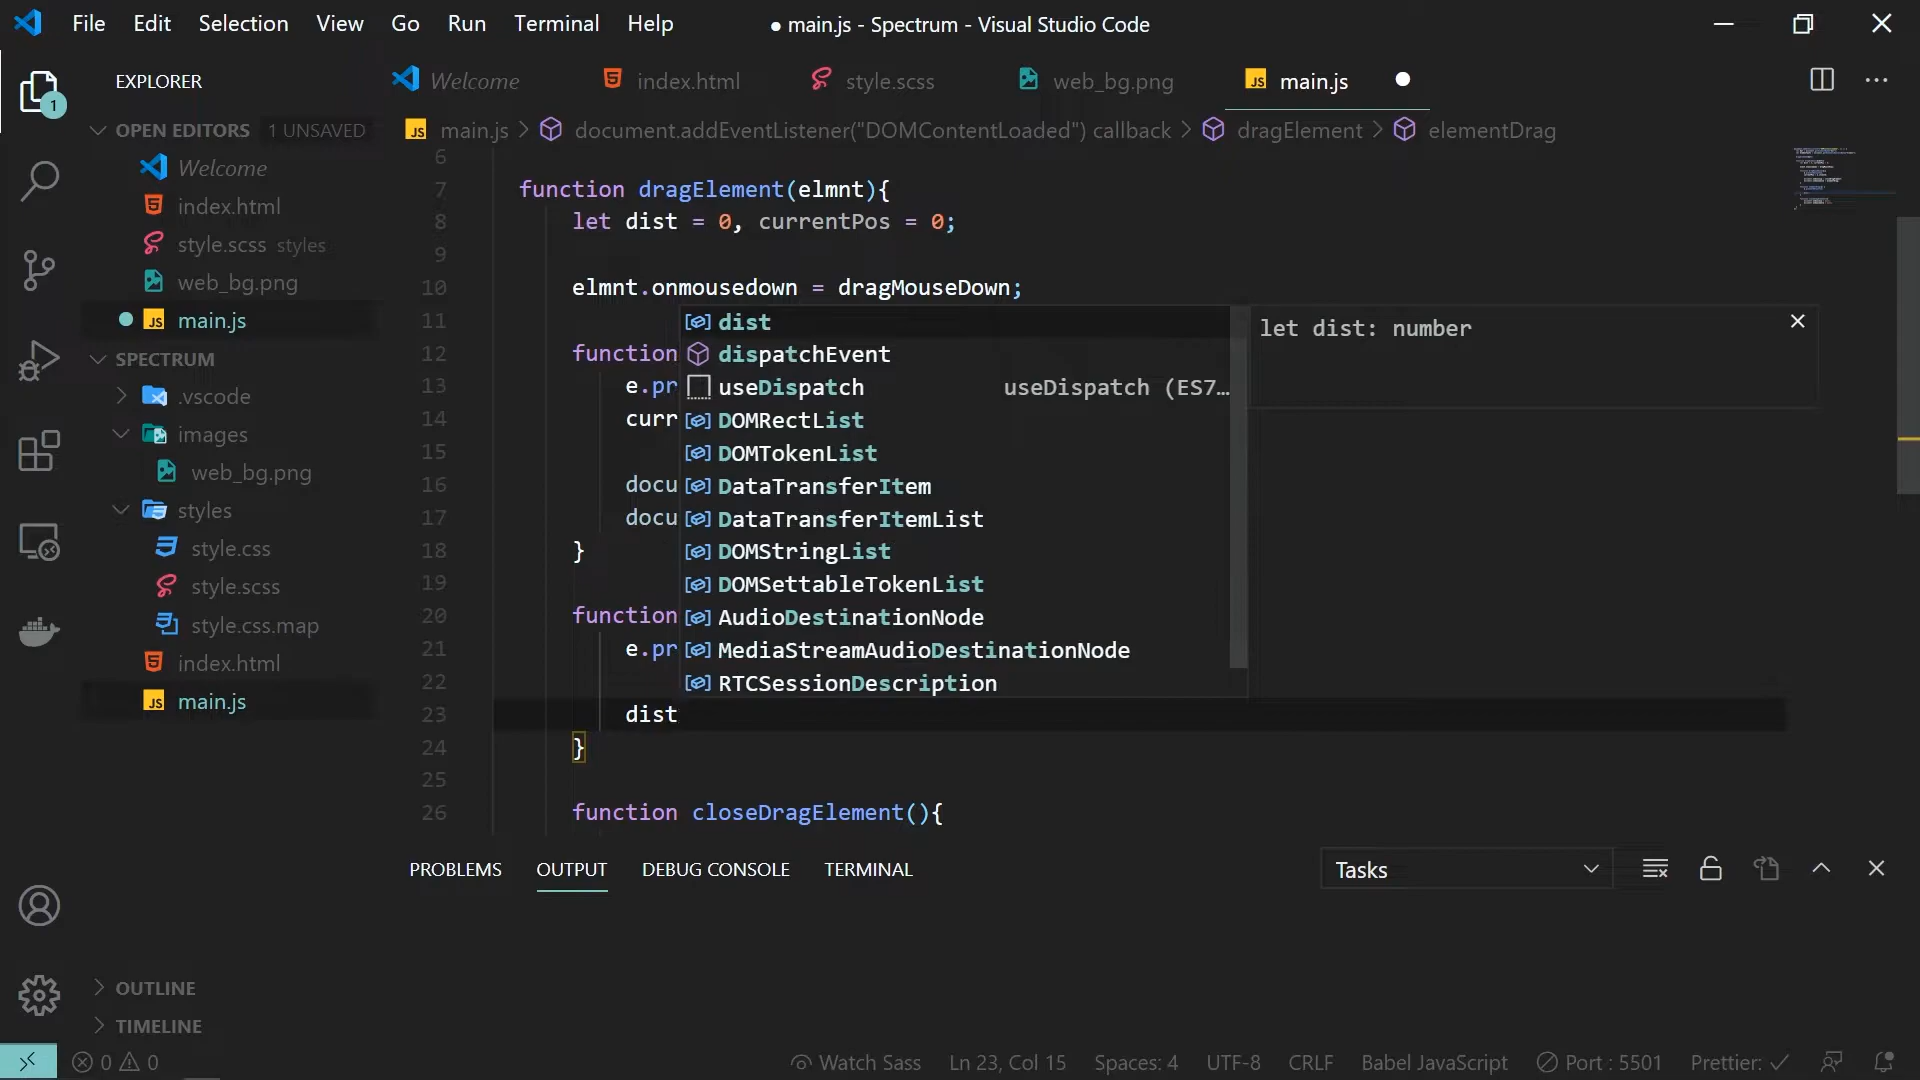 File Edit Selection View Go Run Terminal Help
● main.js - Spectrum - Visual Studio Code
EXPLORER
OPEN EDITORS 1 UNSAVED
Welcome
index.html
style.scss styles
web_bg.png
main.js
SPECTRUM
.vscode
images
web_bg.png
styles
style.css
style.scss
style.css.map
index.html
main.js
OUTLINE
TIMELINE
Welcome index.html style.scss web_bg.png main.js
main.js > document.addEventListener("DOMContentLoaded") callback > dragElement > elementDrag
6
7 function dragElement(elmnt){
8 let dist = 0, currentPos = 0;
9
10 elmnt.onmousedown = dragMouseDown;
11
12 function
13 e.pr
14 curr
15
16 docu
17 docu
18 }
19
20 function
21 e.pr
22
23 dist
24 }
25
26 function closeDragElement(){
dist
dispatchEvent
useDispatch useDispatch (ES7…
DOMRectList
DOMTokenList
DataTransferItem
DataTransferItemList
DOMStringList
DOMSettableTokenList
AudioDestinationNode
MediaStreamAudioDestinationNode
RTCSessionDescription
let dist: number
PROBLEMS OUTPUT DEBUG CONSOLE TERMINAL
Tasks
0 0
Watch Sass Ln 23, Col 15 Spaces: 4 UTF-8 CRLF Babel JavaScript Port : 5501 Prettier: ✓
1